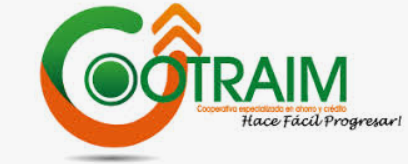 COOTRAIM
Cooperativa especializada en ahorro y crédito
Hace Fácil Progresar!